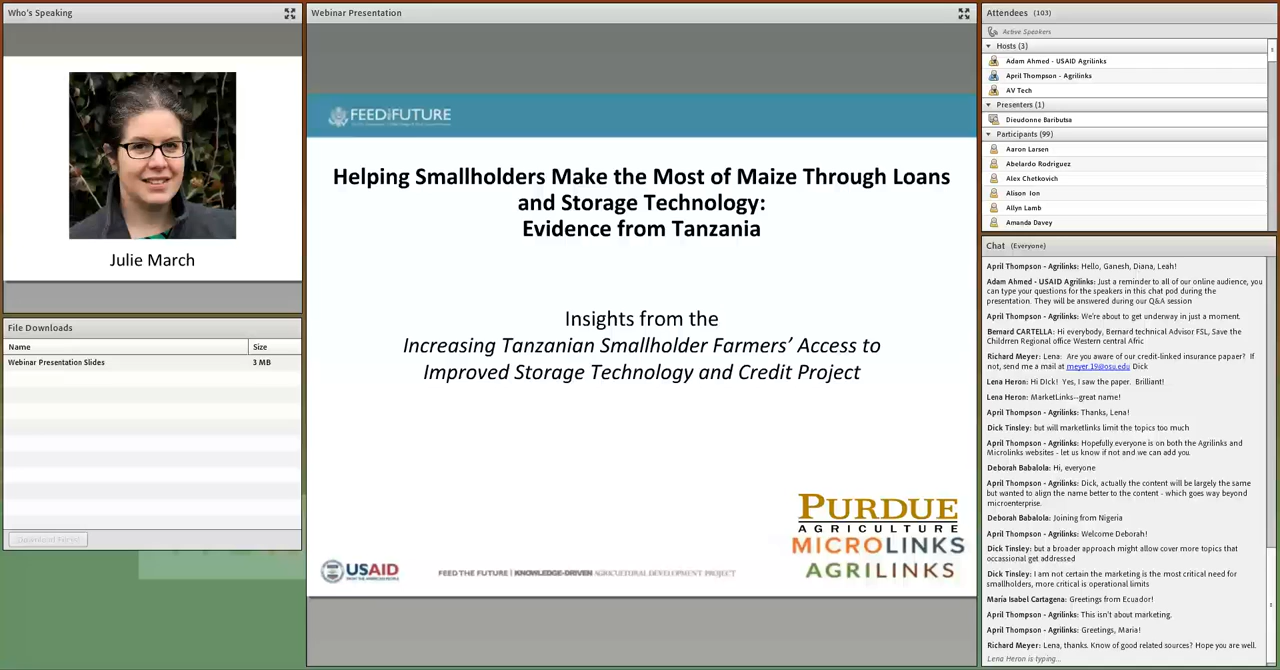 Who's Speaking
Julie March
File Downloads
Name Size
Webinar Presentation Slides 3 MB
Webinar Presentation
FEED THE FUTURE
Helping Smallholders Make the Most of Maize Through Loans
and Storage Technology:
Evidence from Tanzania
Insights from the
Increasing Tanzanian Smallholder Farmers' Access to
Improved Storage Technology and Credit Project
PURDUE
AGRICULTURE
MICROLINKS
AGRILINKS
USAID
FROM THE AMERICAN PEOPLE
FEED THE FUTURE | KNOWLEDGE-DRIVEN AGRICULTURAL DEVELOPMENT PROJECT
Attendees (103)
Active Speakers
Hosts (3)
Adam Ahmed - USAID Agrilinks
April Thompson - Agrilinks
AV Tech
Presenters (1)
Dieudonne Baributsa
Participants (99)
Aaron Larsen
Abelardo Rodriguez
Alex Chetkovich
Alison Ion
Allyn Lamb
Amanda Davey
Chat (Everyone)
April Thompson - Agrilinks: Hello, Ganesh, Diana, Leah!
Adam Ahmed - USAID Agrilinks: Just a reminder to all of our online audience, you
can type your questions for the speakers in this chat pod during the
presentation. They will be answered during our Q&A session
April Thompson - Agrilinks: We're about to get underway in just a moment.
Bernard CARTELLA: Hi everybody, Bernard technical Advisor FSL, Save the
Children Regional office Western central Afric
Richard Meyer: Lena: Are you aware of our credit-linked insurance papaer? If
not, send me a mail at meyer.19@osu.edu Dick
Lena Heron: Hi DIck! Yes, I saw the paper. Brilliant!
Lena Heron: MarketLinks--great name!
April Thompson - Agrilinks: Thanks, Lena!
Dick Tinsley: but will marketlinks limit the topics too much
April Thompson - Agrilinks: Hopefully everyone is on both the Agrilinks and
Microlinks websites - let us know if not and we can add you.
Deborah Babalola: Hi, everyone
April Thompson - Agrilinks: Dick, actually the content will be largely the same
but wanted to align the name better to the content - which goes way beyond
microenterprise.
Deborah Babalola: Joining from Nigeria
April Thompson - Agrilinks: Welcome Deborah!
Dick Tinsley: but a broader approach might allow cover more topics that
occassional get addressed
Dick Tinsley: I am not certain the marketing is the most critical need for
smallholders, more critical is operational limits
María Isabel Cartagena: Greetings from Ecuador!
April Thompson - Agrilinks: This isn't about marketing.
April Thompson - Agrilinks: Greetings, Maria!
Richard Meyer: Lena, thanks. Know of good related sources? Hope you are well.
Lena Heron is typing...